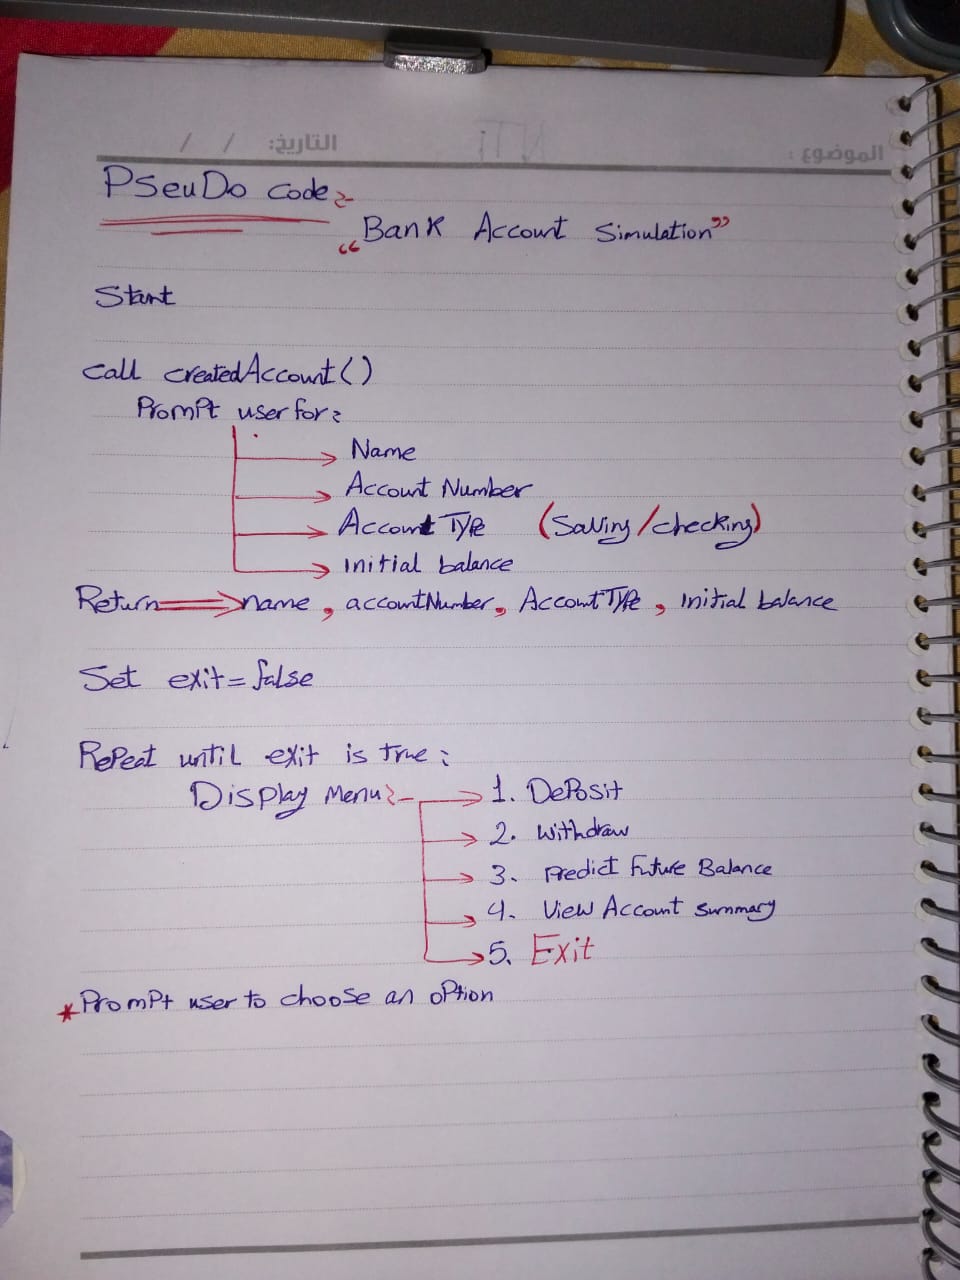 الموضوع : التاريخ: / /
PSeuDo code:-
"Bank Account Simulation"
Start
call createdAccount()
Prompt user for:
Name
Account Number
Account Type (Saving/checking)
initial balance
Return name, accountNumber, AccountType, initial balance
Set exit=false
Repeat until exit is true:
Display Menu:- 1. Deposit
2. withdraw
3. Predict Future Balance
4. View Account summary
5. Exit
*Prompt user to choose an option